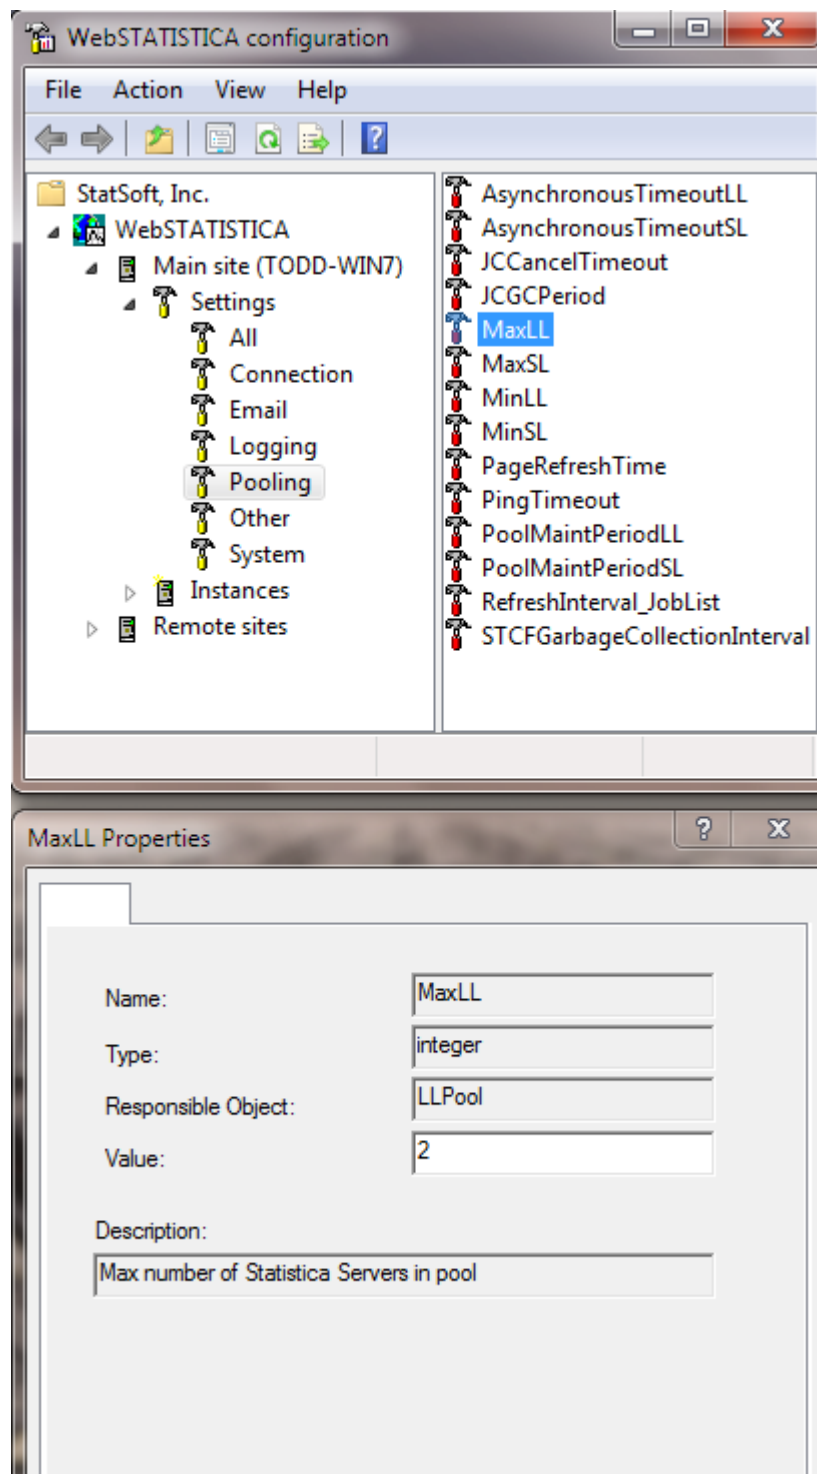 WebSTATISTICA configuration
File Action View Help
StatSoft, Inc.
WebSTATISTICA
Main site (TODD-WIN7)
Settings
All
Connection
Email
Logging
Pooling
Other
System
Instances
Remote sites
AsynchronousTimeoutLL
AsynchronousTimeoutSL
JCCancelTimeout
JCGCPeriod
MaxLL
MaxSL
MinLL
MinSL
PageRefreshTime
PingTimeout
PoolMaintPeriodLL
PoolMaintPeriodSL
RefreshInterval_JobList
STCFGarbageCollectionInterval
MaxLL Properties
Name: MaxLL
Type: integer
Responsible Object: LLPool
Value: 2
Description:
Max number of Statistica Servers in pool